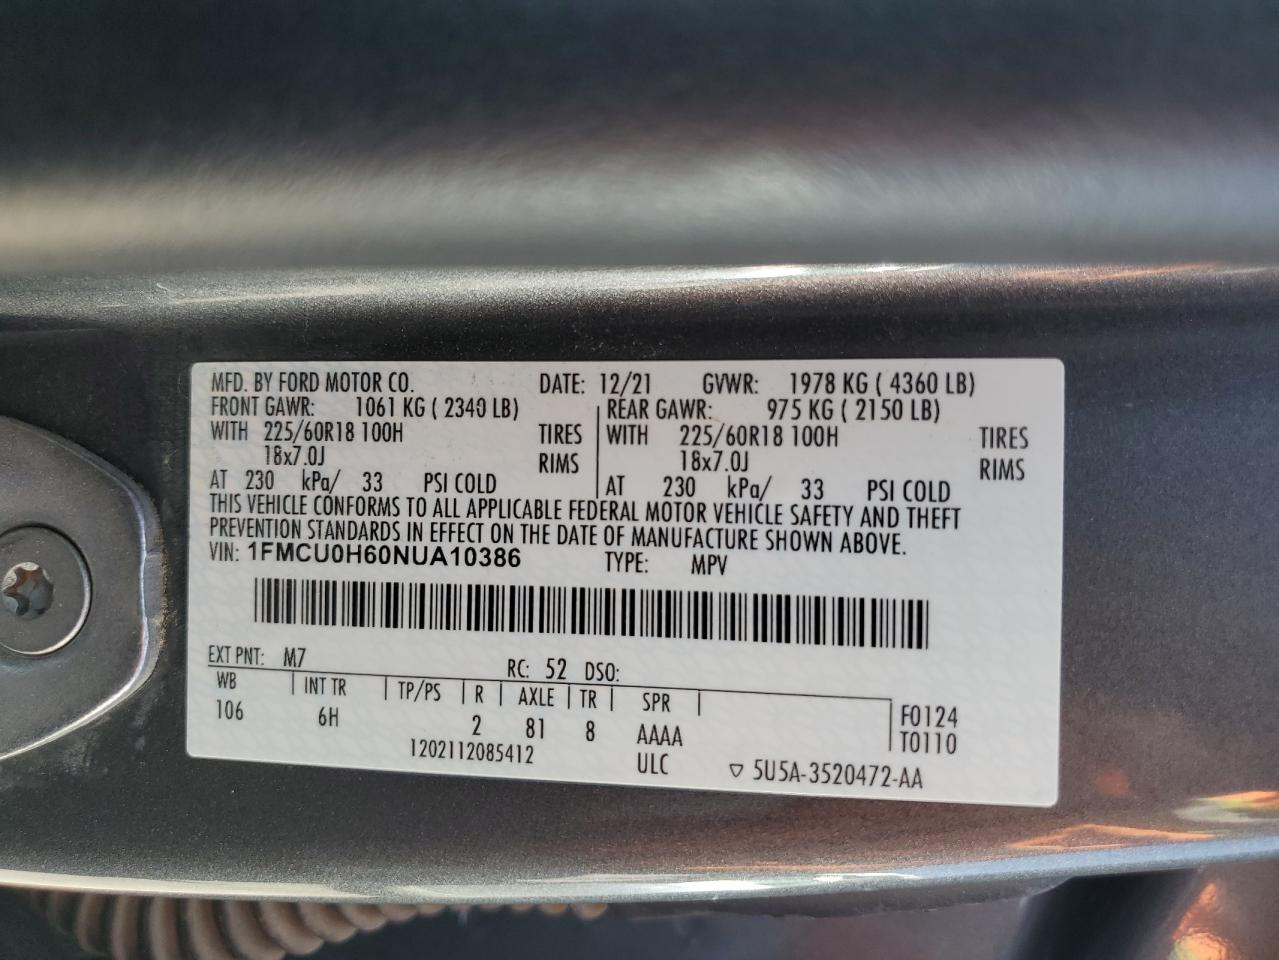 MFD. BY FORD MOTOR CO. DATE: 12/21 GVWR: 1978 KG ( 4360 LB)
FRONT GAWR: 1061 KG ( 2340 LB) REAR GAWR: 975 KG ( 2150 LB)
WITH 225/60R18 100H TIRES WITH 225/60R18 100H TIRES
18x7.0J RIMS 18x7.0J RIMS
AT 230 kPa/ 33 PSI COLD AT 230 kPa/ 33 PSI COLD
THIS VEHICLE CONFORMS TO ALL APPLICABLE FEDERAL MOTOR VEHICLE SAFETY AND THEFT
PREVENTION STANDARDS IN EFFECT ON THE DATE OF MANUFACTURE SHOWN ABOVE.
VIN: 1FMCU0H60NUA10386 TYPE: MPV
EXT PNT: M7 RC: 52 DSO:
WB INT TR TP/PS R AXLE TR SPR
106 6H 2 81 8 AAAA F0124
1202112085412 ULC T0110
▽ 5U5A-3520472-AA